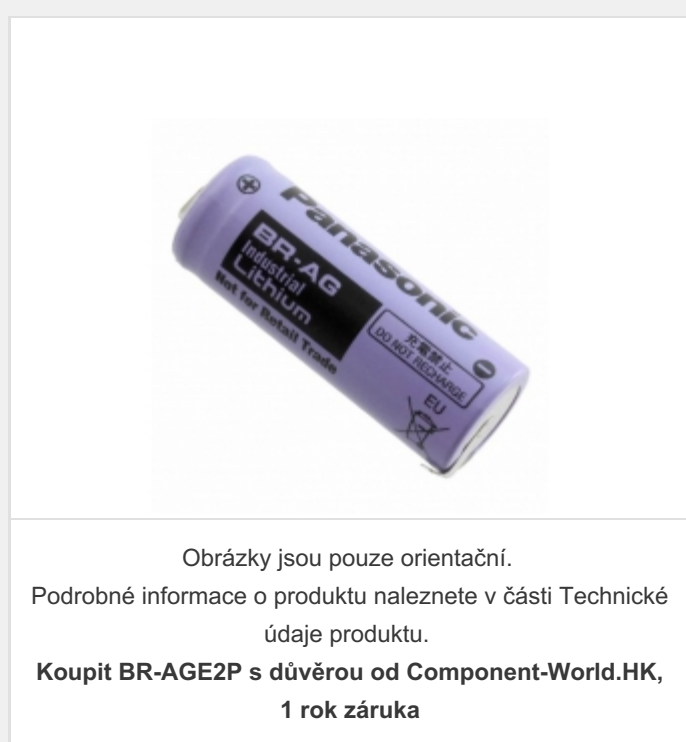 Panasonic
BR-AG
Industrial
Lithium
Not for Retail Trade
充電禁止
DO NOT RECHARGE
EU
Obrázky jsou pouze orientační.
Podrobné informace o produktu naleznete v části Technické
údaje produktu.
Koupit BR-AGE2P s důvěrou od Component-World.HK,
1 rok záruka